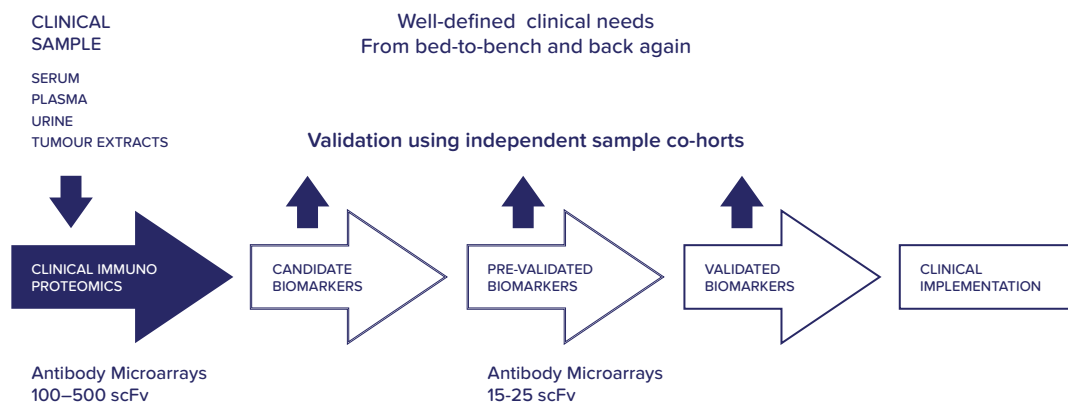 CLINICAL
SAMPLE
SERUM
PLASMA
URINE
TUMOUR EXTRACTS
Well-defined clinical needs
From bed-to-bench and back again
Validation using independent sample co-horts
CLINICAL IMMUNO
PROTEOMICS
CANDIDATE
BIOMARKERS
PRE-VALIDATED
BIOMARKERS
VALIDATED
BIOMARKERS
CLINICAL
IMPLEMENTATION
Antibody Microarrays
100–500 scFv
Antibody Microarrays
15-25 scFv